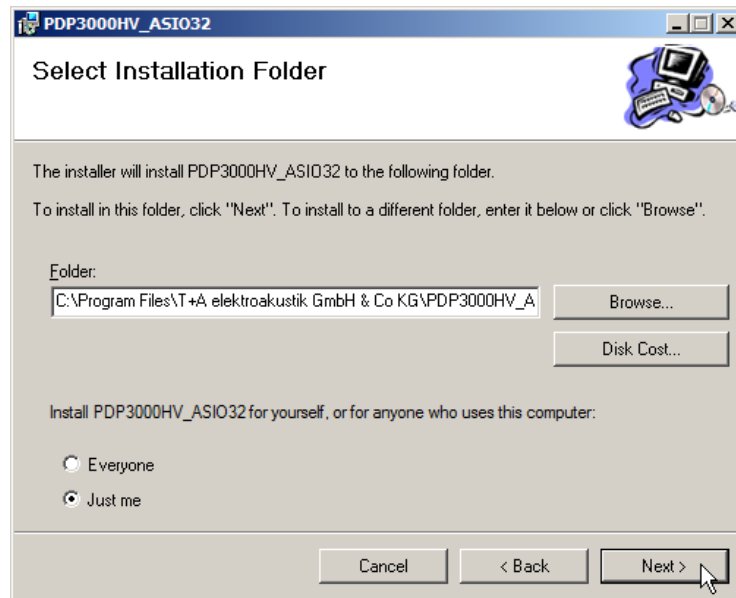 PDP3000HV_ASIO32
Select Installation Folder
The installer will install PDP3000HV_ASIO32 to the following folder.
To install in this folder, click "Next". To install to a different folder, enter it below or click "Browse".
Folder:
C:\Program Files\T+A elektroakustik GmbH & Co KG\PDP3000HV_A
Browse...
Disk Cost...
Install PDP3000HV_ASIO32 for yourself, or for anyone who uses this computer:
Everyone
Just me
Cancel
< Back
Next >